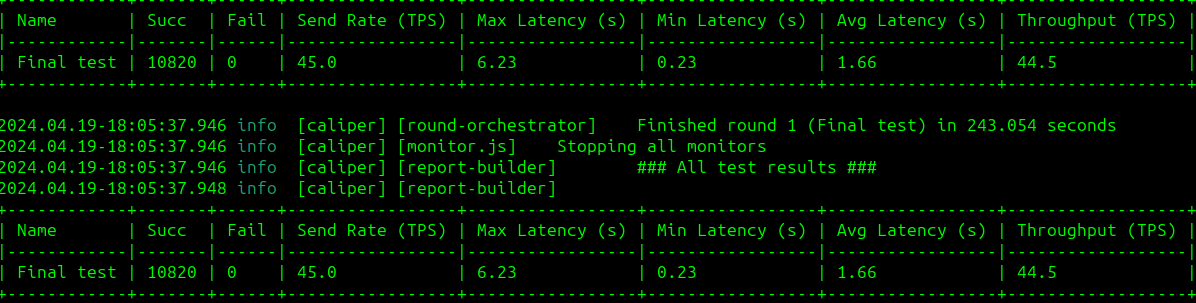 +------------+-------+------+-----------------+-----------------+-----------------+-----------------+------------------+
| Name | Succ | Fail | Send Rate (TPS) | Max Latency (s) | Min Latency (s) | Avg Latency (s) | Throughput (TPS) |
|------------|-------|------|-----------------|-----------------|-----------------|-----------------|------------------|
| Final test | 10820 | 0 | 45.0 | 6.23 | 0.23 | 1.66 | 44.5 |
+------------+-------+------+-----------------+-----------------+-----------------+-----------------+------------------+
2024.04.19-18:05:37.946 info [caliper] [round-orchestrator] Finished round 1 (Final test) in 243.054 seconds
2024.04.19-18:05:37.946 info [caliper] [monitor.js] Stopping all monitors
2024.04.19-18:05:37.946 info [caliper] [report-builder] ### All test results ###
2024.04.19-18:05:37.948 info [caliper] [report-builder]
+------------+-------+------+-----------------+-----------------+-----------------+-----------------+------------------+
| Name | Succ | Fail | Send Rate (TPS) | Max Latency (s) | Min Latency (s) | Avg Latency (s) | Throughput (TPS) |
|------------|-------|------|-----------------|-----------------|-----------------|-----------------|------------------|
| Final test | 10820 | 0 | 45.0 | 6.23 | 0.23 | 1.66 | 44.5 |
+------------+-------+------+-----------------+-----------------+-----------------+-----------------+------------------+